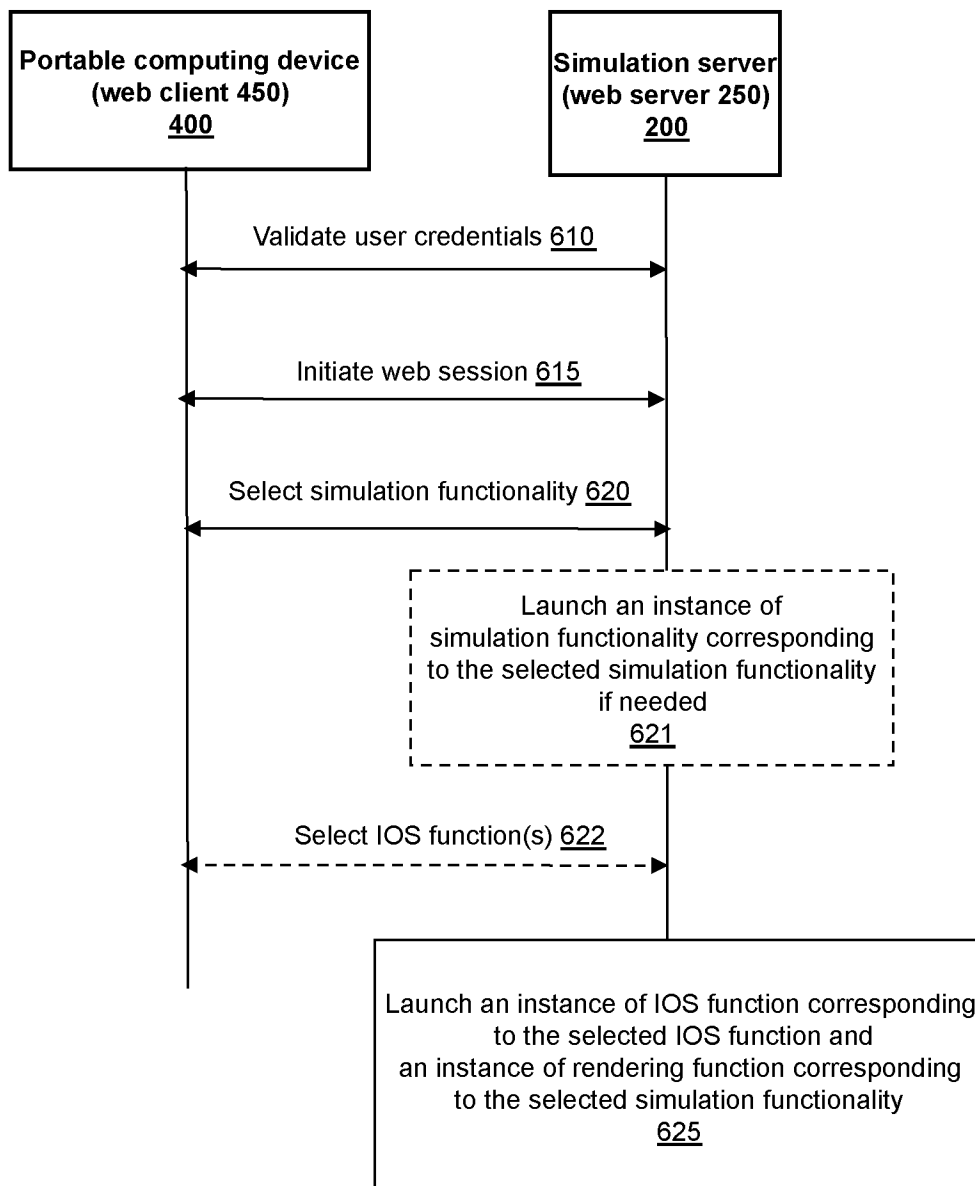 Portable computing device
(web client 450)
400
Simulation server
(web server 250)
200
Validate user credentials 610
Initiate web session 615
Select simulation functionality 620
Launch an instance of
simulation functionality corresponding
to the selected simulation functionality
if needed
621
Select IOS function(s) 622
Launch an instance of IOS function corresponding
to the selected IOS function and
an instance of rendering function corresponding
to the selected simulation functionality
625